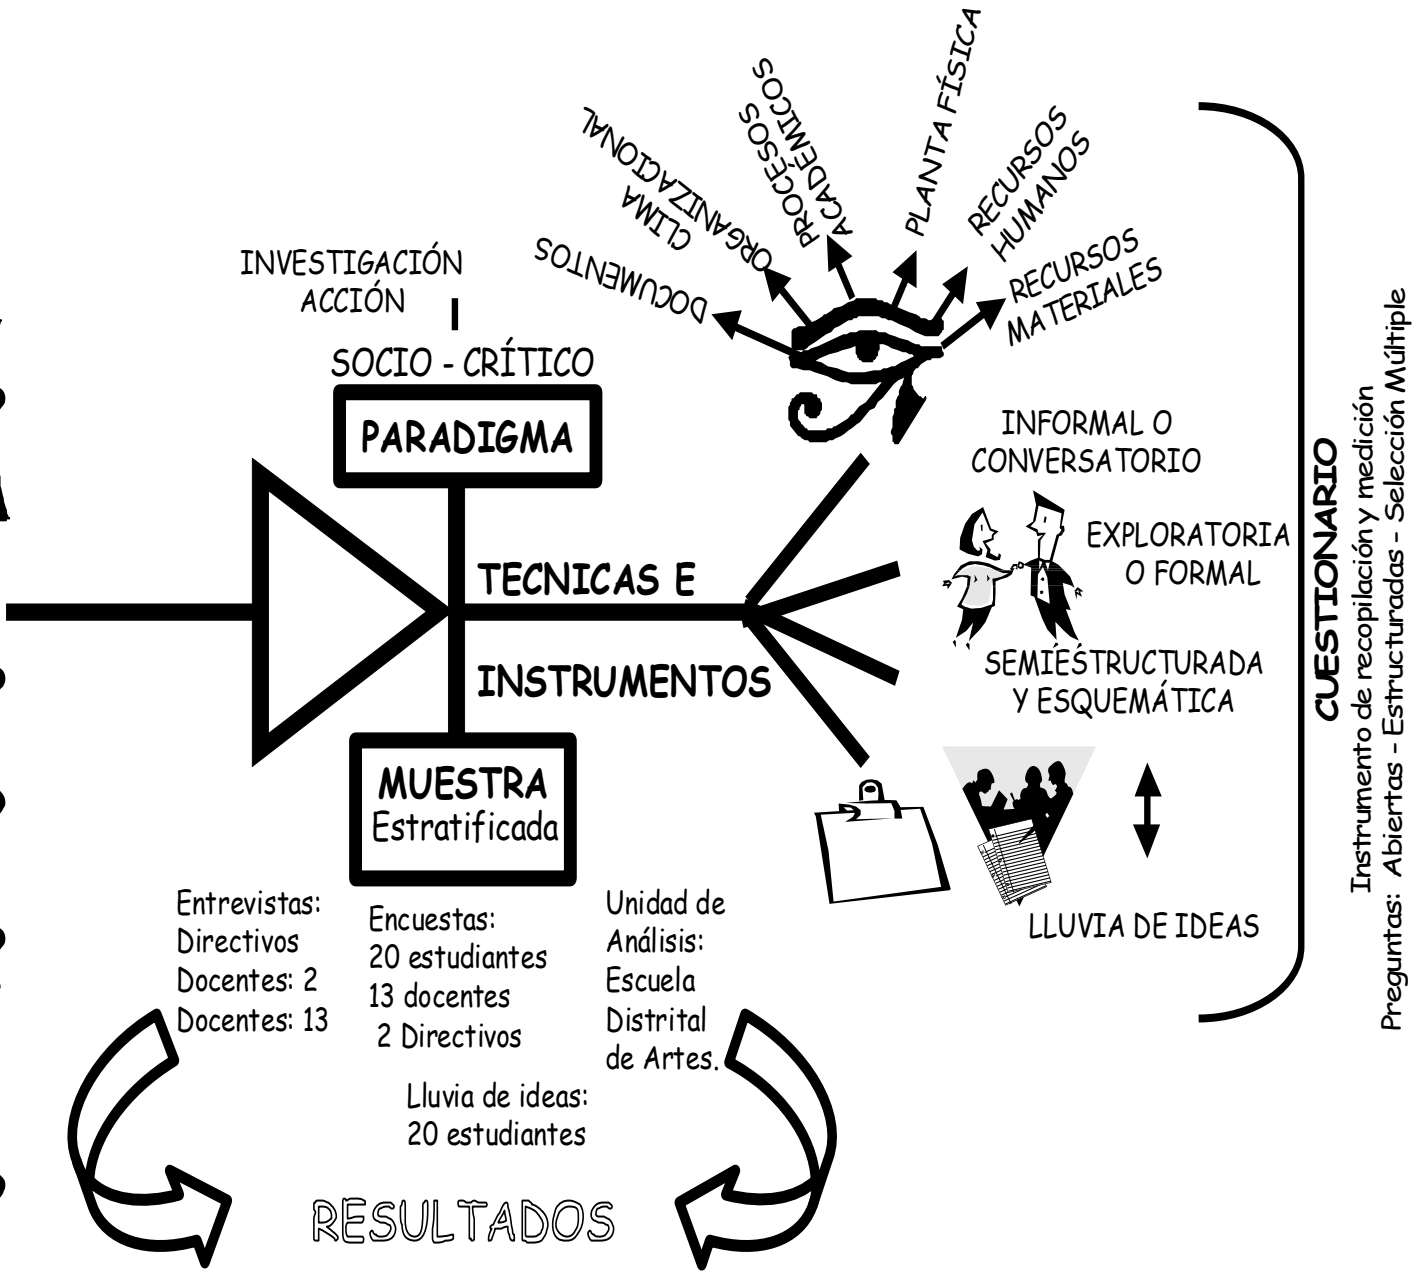 INVESTIGACIÓN
ACCIÓN
SOCIO - CRÍTICO
PARADIGMA
TECNICAS E
INSTRUMENTOS
MUESTRA
Estratificada
DOCUMENTOS
CLIMA
ORGANIZACIONAL
PROCESOS
ACADÉMICOS
PLANTA FÍSICA
RECURSOS
HUMANOS
RECURSOS
MATERIALES
INFORMAL O
CONVERSATORIO
EXPLORATORIA
O FORMAL
SEMIESTRUCTURADA
Y ESQUEMÁTICA
LLUVIA DE IDEAS
CUESTIONARIO
Instrumento de recopilación y medición
Preguntas: Abiertas - Estructuradas - Selección Múltiple
Entrevistas:
Directivos
Docentes: 2
Docentes: 13
Encuestas:
20 estudiantes
13 docentes
2 Directivos
Unidad de
Análisis:
Escuela
Distrital
de Artes.
Lluvia de ideas:
20 estudiantes
RESULTADOS